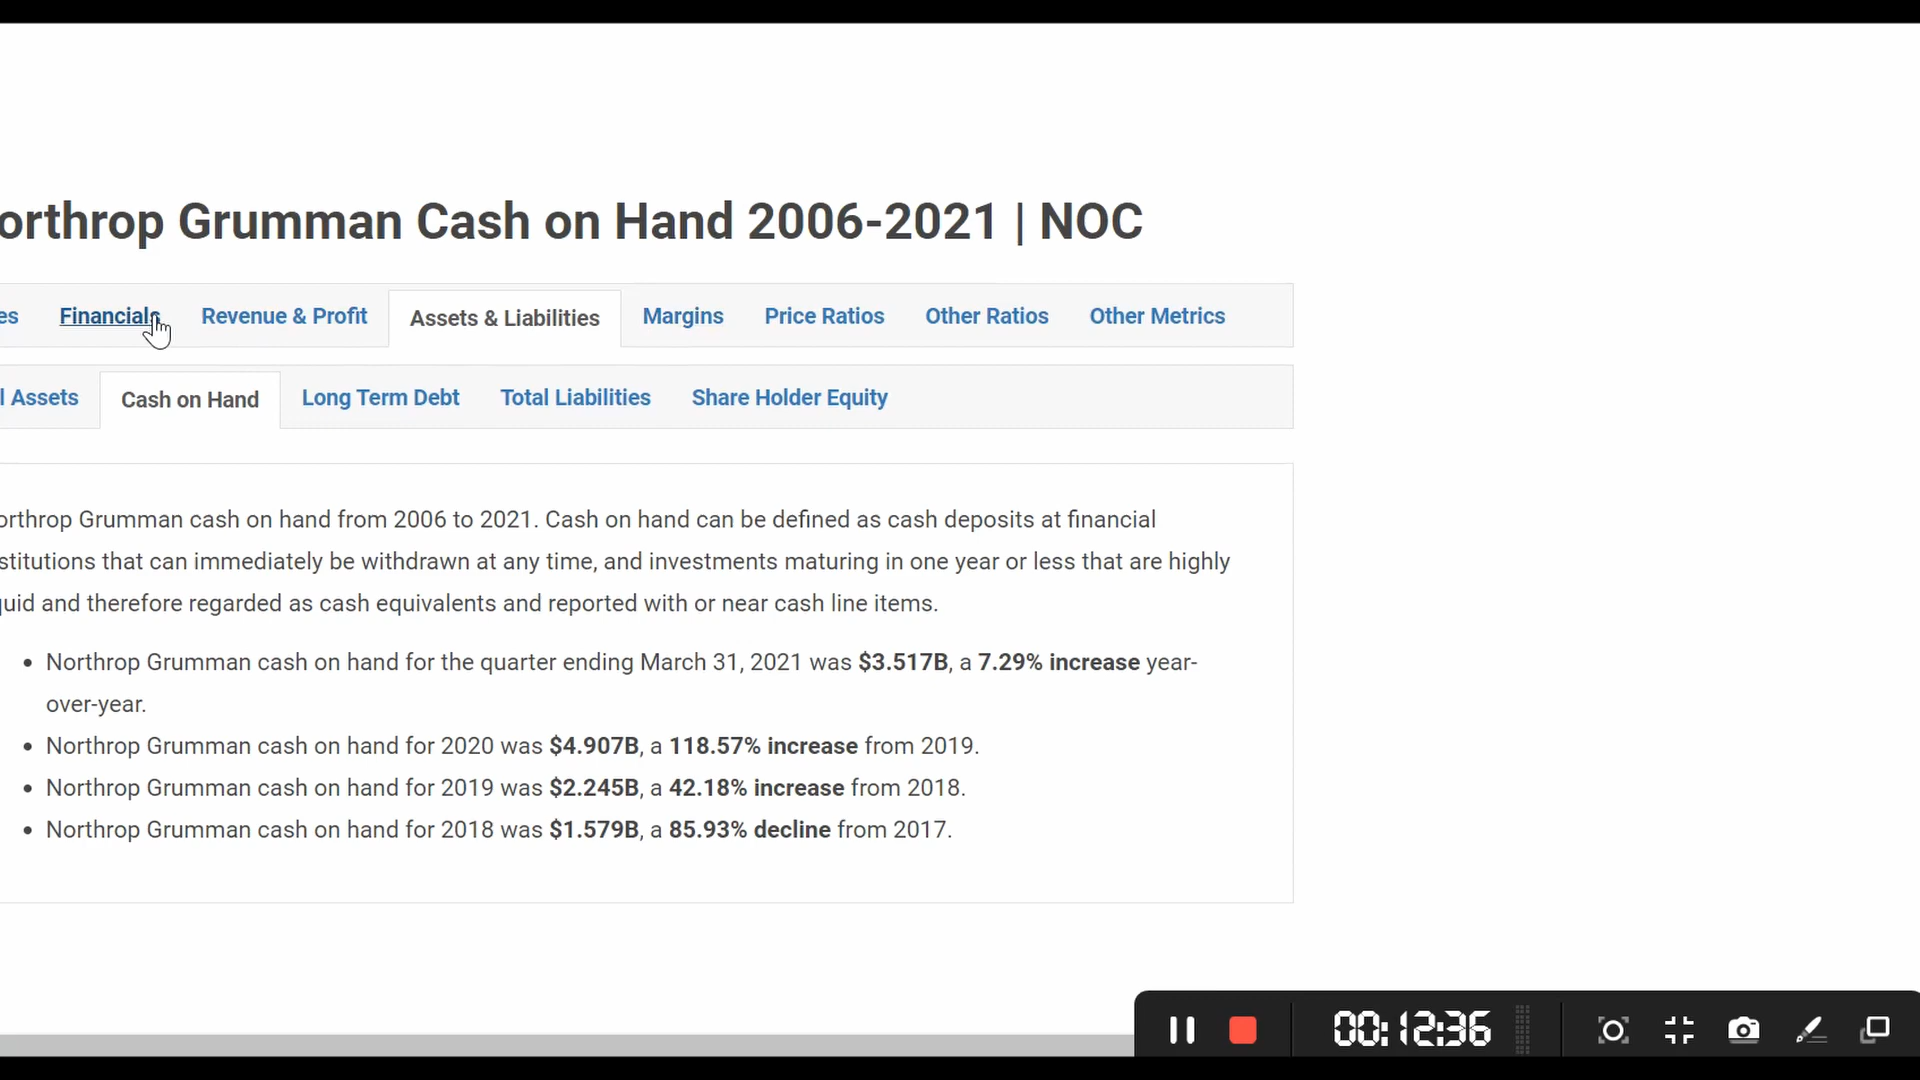 orthrop Grumman Cash on Hand 2006-2021 | NOC
es Financials Revenue & Profit Assets & Liabilities Margins Price Ratios Other Ratios Other Metrics
l Assets Cash on Hand Long Term Debt Total Liabilities Share Holder Equity
orthrop Grumman cash on hand from 2006 to 2021. Cash on hand can be defined as cash deposits at financial
stitutions that can immediately be withdrawn at any time, and investments maturing in one year or less that are highly
quid and therefore regarded as cash equivalents and reported with or near cash line items.
• Northrop Grumman cash on hand for the quarter ending March 31, 2021 was $3.517B, a 7.29% increase year-
over-year.
• Northrop Grumman cash on hand for 2020 was $4.907B, a 118.57% increase from 2019.
• Northrop Grumman cash on hand for 2019 was $2.245B, a 42.18% increase from 2018.
• Northrop Grumman cash on hand for 2018 was $1.579B, a 85.93% decline from 2017.
00:12:36